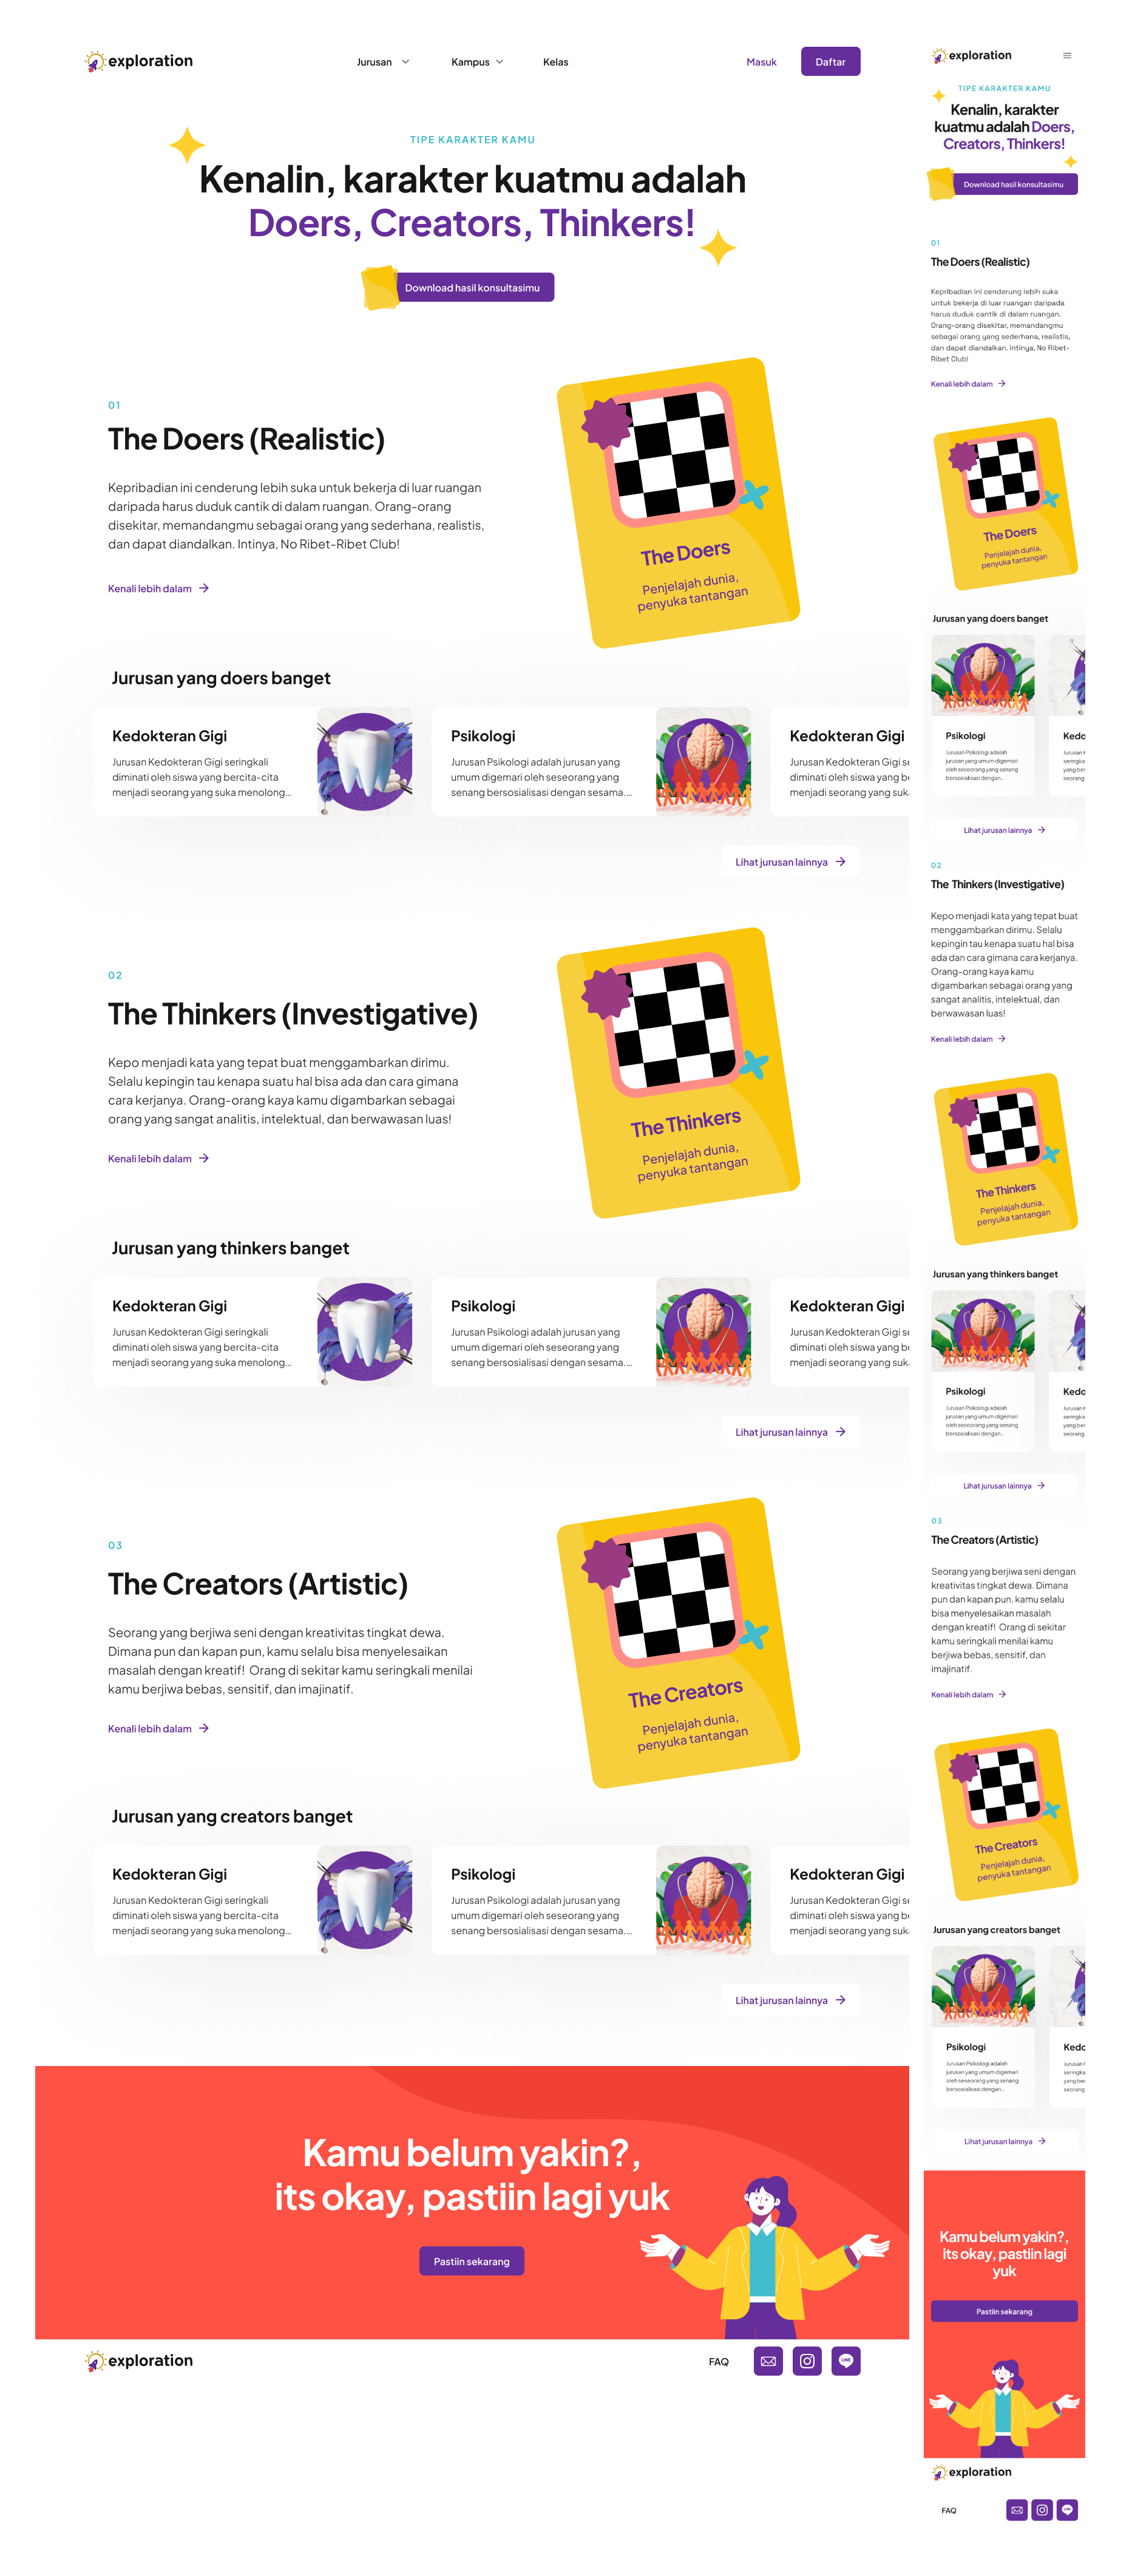 exploration
Jurusan
Kampus
Kelas
Masuk
Daftar
TIPE KARAKTER KAMU
Kenalin, karakter kuatmu adalah
Doers, Creators, Thinkers!
Download hasil konsultasimu
01
The Doers (Realistic)
Kepribadian ini cenderung lebih suka untuk bekerja di luar ruangan
daripada harus duduk cantik di dalam ruangan. Orang-orang
disekitar, memandangmu sebagai orang yang sederhana, realistis,
dan dapat diandalkan. Intinya, No Ribet-Ribet Club!
Kenali lebih dalam
The Doers
Penjelajah dunia,
penyuka tantangan
Jurusan yang doers banget
Kedokteran Gigi
Jurusan Kedokteran Gigi seringkali
diminati oleh siswa yang bercita-cita
menjadi seorang yang suka menolong...
Psikologi
Jurusan Psikologi adalah jurusan yang
umum digemari oleh seseorang yang
senang bersosialisasi dengan sesama....
Kedokteran Gigi
Jurusan Kedokteran Gigi se
diminati oleh siswa yang be
menjadi seorang yang suka
Lihat jurusan lainnya
02
The Thinkers (Investigative)
Kepo menjadi kata yang tepat buat menggambarkan dirimu.
Selalu kepingin tau kenapa suatu hal bisa ada dan cara gimana
cara kerjanya. Orang-orang kaya kamu digambarkan sebagai
orang yang sangat analitis, intelektual, dan berwawasan luas!
Kenali lebih dalam
The Thinkers
Penjelajah dunia,
penyuka tantangan
Jurusan yang thinkers banget
Kedokteran Gigi
Jurusan Kedokteran Gigi seringkali
diminati oleh siswa yang bercita-cita
menjadi seorang yang suka menolong...
Psikologi
Jurusan Psikologi adalah jurusan yang
umum digemari oleh seseorang yang
senang bersosialisasi dengan sesama....
Kedokteran Gigi
Jurusan Kedokteran Gigi se
diminati oleh siswa yang be
menjadi seorang yang suka
Lihat jurusan lainnya
03
The Creators (Artistic)
Seorang yang berjiwa seni dengan kreativitas tingkat dewa.
Dimana pun dan kapan pun, kamu selalu bisa menyelesaikan
masalah dengan kreatif! Orang di sekitar kamu seringkali menilai
kamu berjiwa bebas, sensitif, dan imajinatif.
Kenali lebih dalam
The Creators
Penjelajah dunia,
penyuka tantangan
Jurusan yang creators banget
Kedokteran Gigi
Jurusan Kedokteran Gigi seringkali
diminati oleh siswa yang bercita-cita
menjadi seorang yang suka menolong...
Psikologi
Jurusan Psikologi adalah jurusan yang
umum digemari oleh seseorang yang
senang bersosialisasi dengan sesama....
Kedokteran Gigi
Jurusan Kedokteran Gigi se
diminati oleh siswa yang be
menjadi seorang yang suka
Lihat jurusan lainnya
Kamu belum yakin?,
its okay, pastiin lagi yuk
Pastiin sekarang
exploration
FAQ
LINE
exploration
TIPE KARAKTER KAMU
Kenalin, karakter
kuatmu adalah Doers,
Creators, Thinkers!
Download hasil konsultasimu
01
The Doers (Realistic)
Kepribadian ini cenderung lebih suka
untuk bekerja di luar ruangan daripada
harus duduk cantik di dalam ruangan.
Orang-orang disekitar, memandangmu
sebagai orang yang sederhana, realistis,
dan dapat diandalkan. Intinya, No Ribet-
Ribet Club!
Kenali lebih dalam
The Doers
Penjelajah dunia,
penyuka tantangan
Jurusan yang doers banget
Psikologi
Jurusan Psikologi adalah
jurusan yang umum digemari
oleh seseorang yang senang
bersosialisasi dengan...
Kedo
Jurusan K
seringka
yang ber
seorang
Lihat jurusan lainnya
02
The Thinkers (Investigative)
Kepo menjadi kata yang tepat buat
menggambarkan dirimu. Selalu
kepingin tau kenapa suatu hal bisa
ada dan cara gimana cara kerjanya.
Orang-orang kaya kamu
digambarkan sebagai orang yang
sangat analitis, intelektual, dan
berwawasan luas!
Kenali lebih dalam
The Thinkers
Penjelajah dunia,
penyuka tantangan
Jurusan yang thinkers banget
Psikologi
Jurusan Psikologi adalah
jurusan yang umum digemari
oleh seseorang yang senang
bersosialisasi dengan...
Kedo
Jurusan K
seringka
yang ber
seorang
Lihat jurusan lainnya
03
The Creators (Artistic)
Seorang yang berjiwa seni dengan
kreativitas tingkat dewa. Dimana
pun dan kapan pun, kamu selalu
bisa menyelesaikan masalah
dengan kreatif! Orang di sekitar
kamu seringkali menilai kamu
berjiwa bebas, sensitif, dan
imajinatif.
Kenali lebih dalam
The Creators
Penjelajah dunia,
penyuka tantangan
Jurusan yang creators banget
Psikologi
Jurusan Psikologi adalah
jurusan yang umum digemari
oleh seseorang yang senang
bersosialisasi dengan...
Kedo
Jurusan K
seringka
yang ber
seorang
Lihat jurusan lainnya
Kamu belum yakin?,
its okay, pastiin lagi
yuk
Pastiin sekarang
exploration
FAQ
LINE